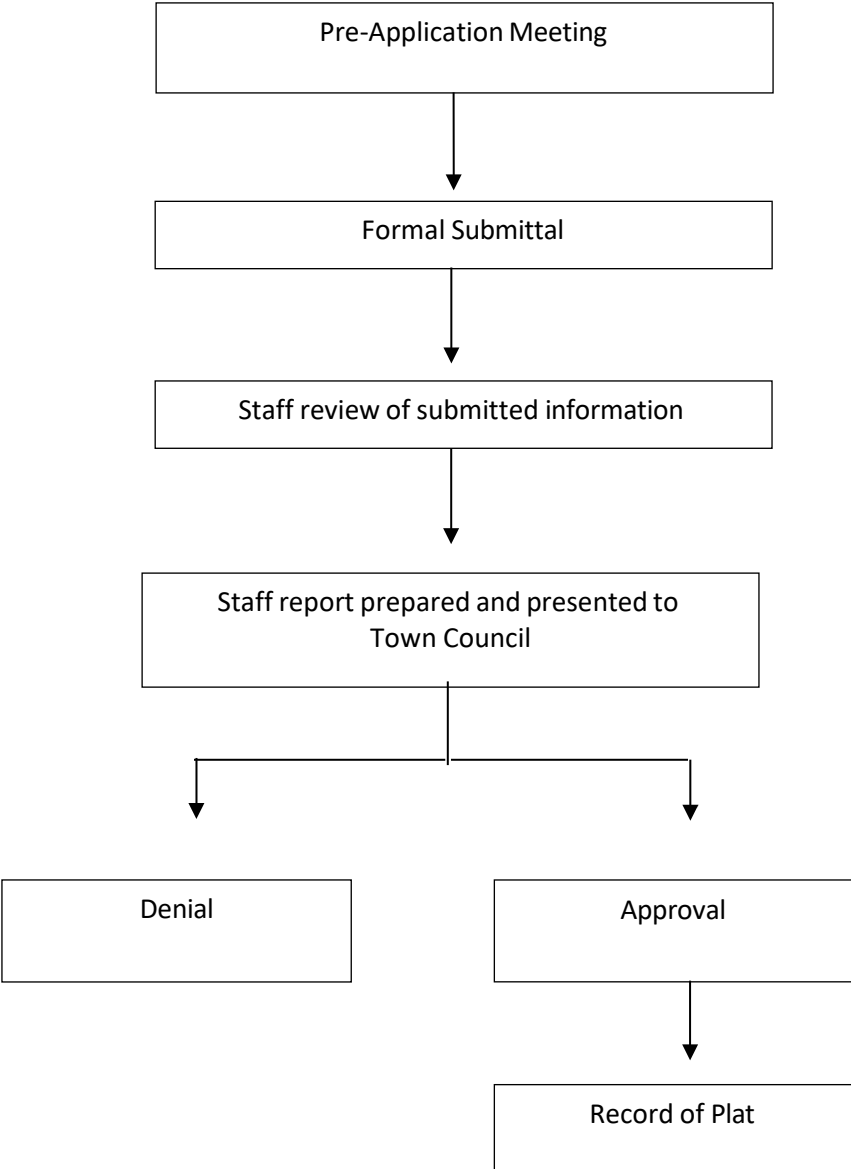 Pre-Application Meeting
Formal Submittal
Staff review of submitted information
Staff report prepared and presented to
Town Council
Denial
Approval
Record of Plat